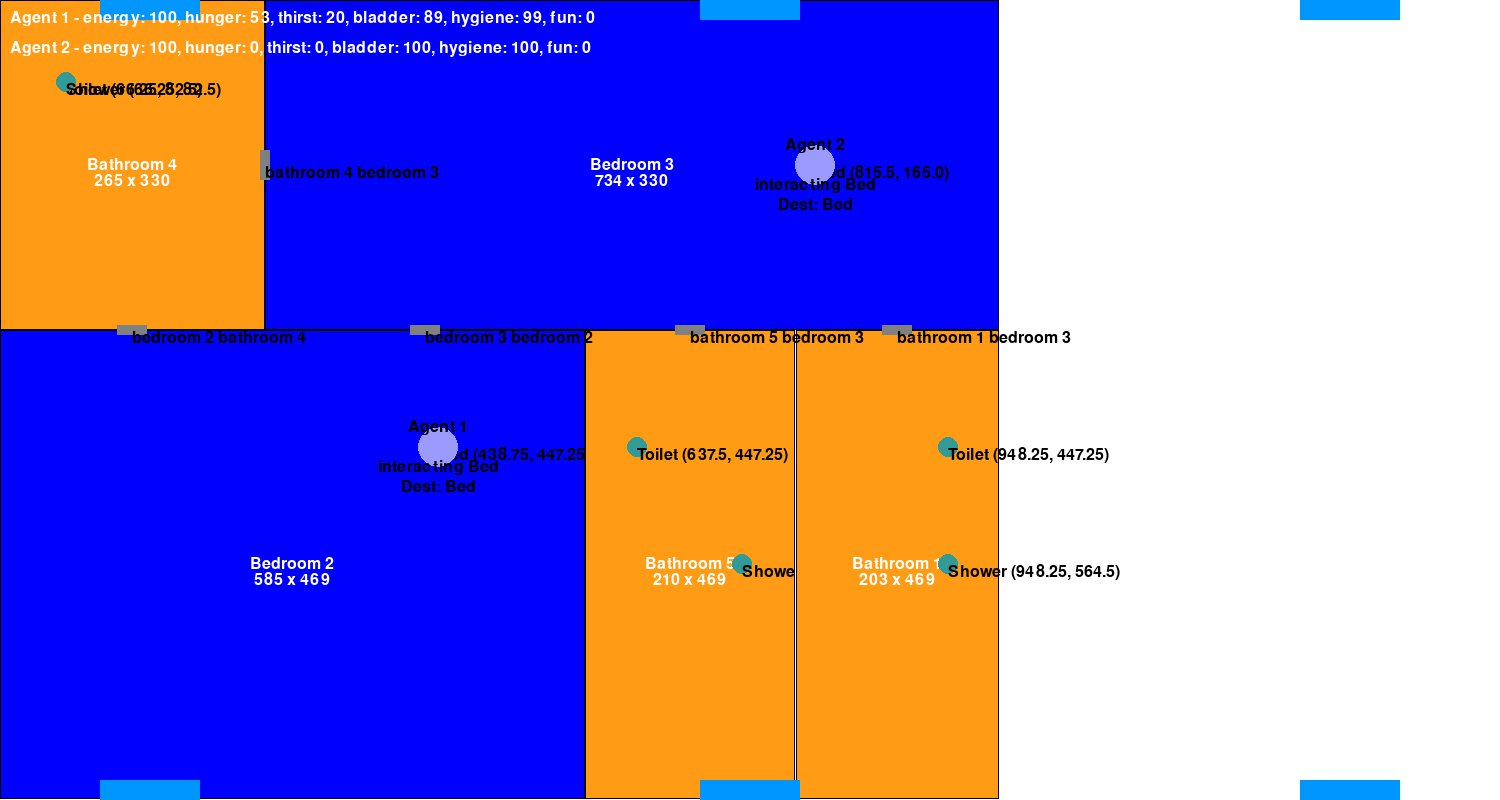 Agent 1 - energy: 100, hunger: 53, thirst: 20, bladder: 89, hygiene: 99, fun: 0
Agent 2 - energy: 100, hunger: 0, thirst: 0, bladder: 100, hygiene: 100, fun: 0
Agent 2
Bathroom 4
265 x 330
bathroom 4 bedroom 3
Bedroom 3
734 x 330
d (815.5, 165.0)
interacting Bed
Dest: Bed
bedroom 2 bathroom 4
bedroom 3 bedroom 2
bathroom 5 bedroom 3
bathroom 1 bedroom 3
Agent 1
d (438.75, 447.25
interacting Bed
Dest: Bed
Toilet (637.5, 447.25)
Toilet (948.25, 447.25)
Bedroom 2
585 x 469
Bathroom 5
210 x 469
Showe
Bathroom 1
203 x 469
Shower (948.25, 564.5)